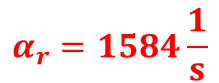 αᵣ = 1584 1/s